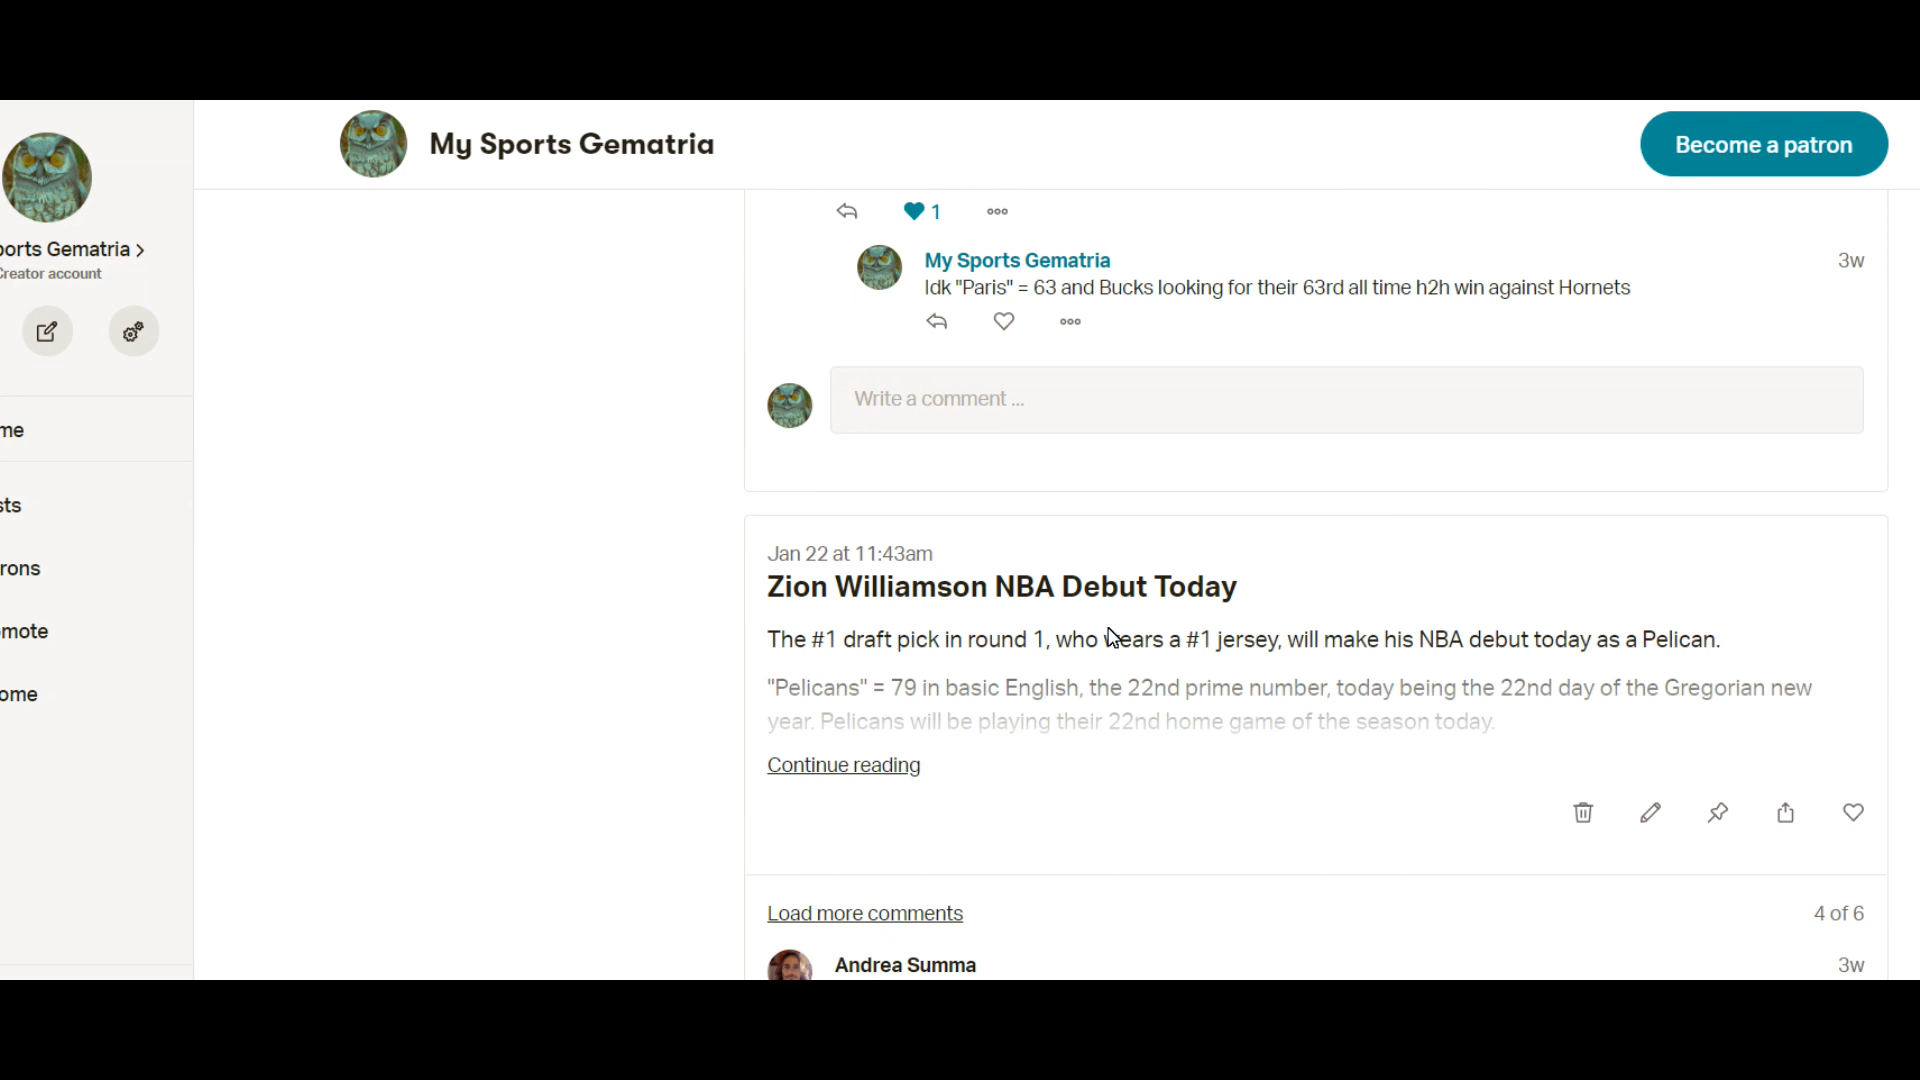 My Sports Gematria
Become a patron
ports Gematria
Creator account
me
sts
rons
mote
ome
1
My Sports Gematria
3w
Idk "Paris" = 63 and Bucks looking for their 63rd all time h2h win against Hornets
Write a comment ...
Jan 22 at 11:43am
Zion Williamson NBA Debut Today
The #1 draft pick in round 1, who wears a #1 jersey, will make his NBA debut today as a Pelican.
"Pelicans" = 79 in basic English, the 22nd prime number, today being the 22nd day of the Gregorian new
year. Pelicans will be playing their 22nd home game of the season today.
Continue reading
Load more comments
4 of 6
Andrea Summa
3w